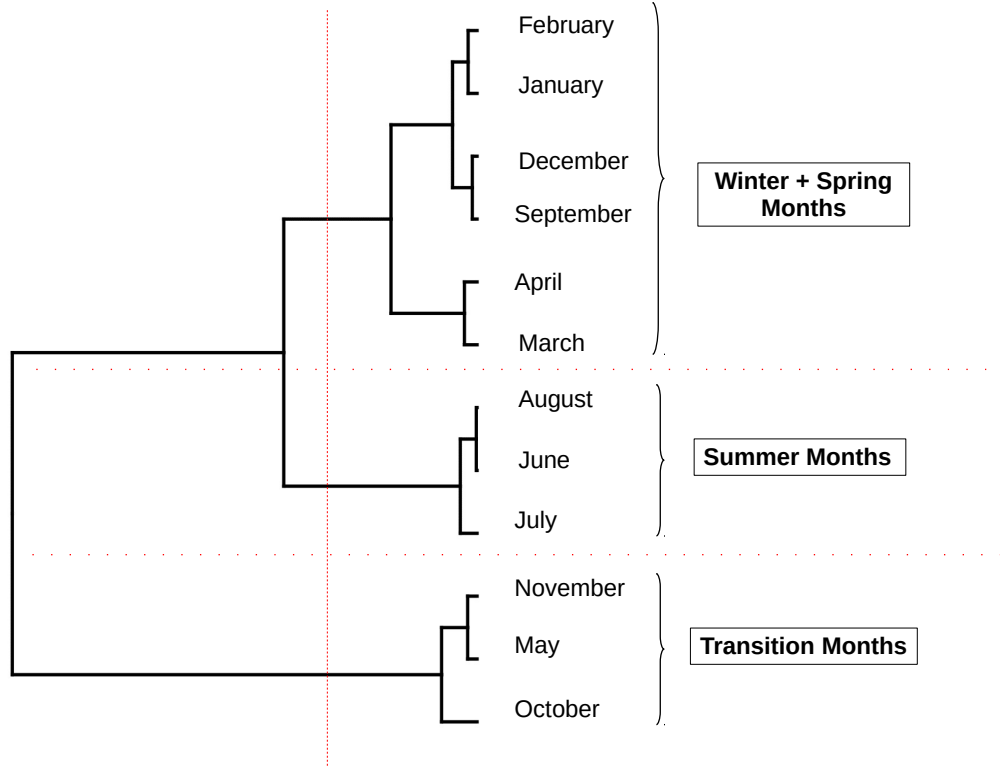 February
January
December
September
April
March
Winter + Spring
Months
August
June
July
Summer Months
November
May
October
Transition Months